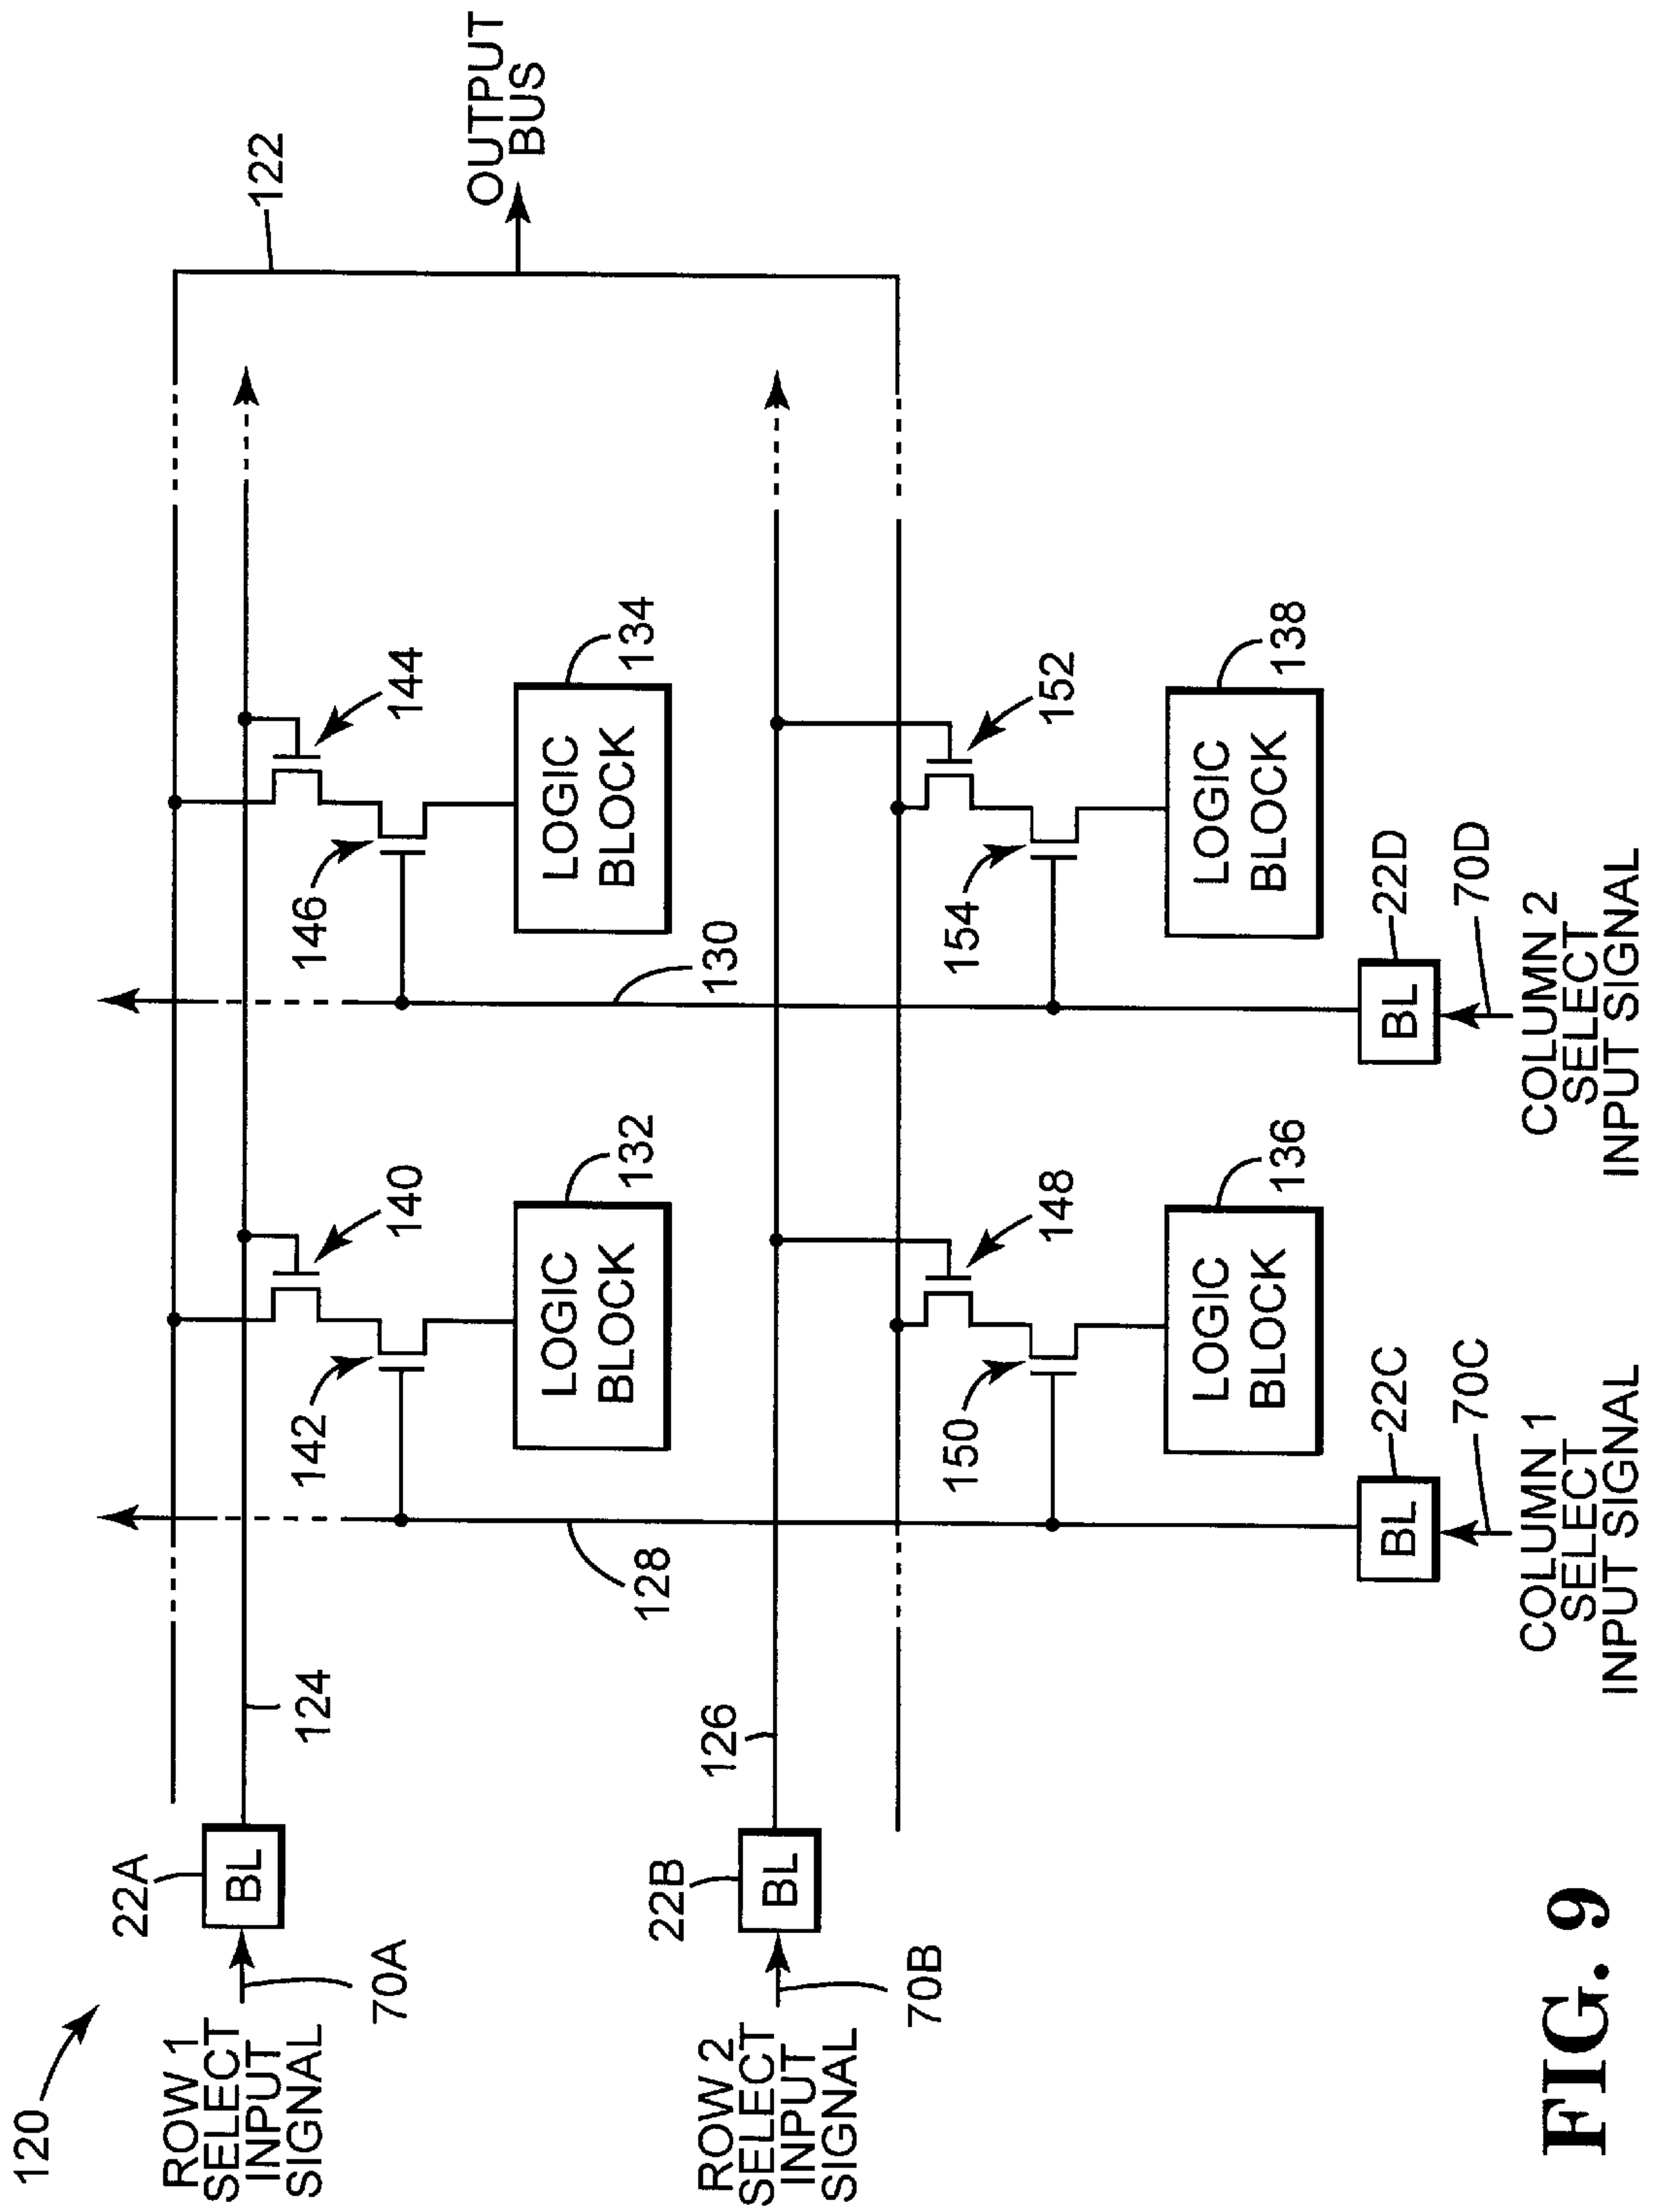 120
122
OUTPUT
BUS
ROW 1
SELECT
INPUT
SIGNAL
70A
22A
BL
124
142
140
146
144
LOGIC
BLOCK
132
LOGIC
BLOCK
134
128
130
ROW 2
SELECT
INPUT
SIGNAL
70B
22B
BL
126
150
148
154
152
LOGIC
BLOCK
136
LOGIC
BLOCK
138
BL
22C
70C
COLUMN 1
SELECT
INPUT SIGNAL
BL
22D
70D
COLUMN 2
SELECT
INPUT SIGNAL
FIG. 9